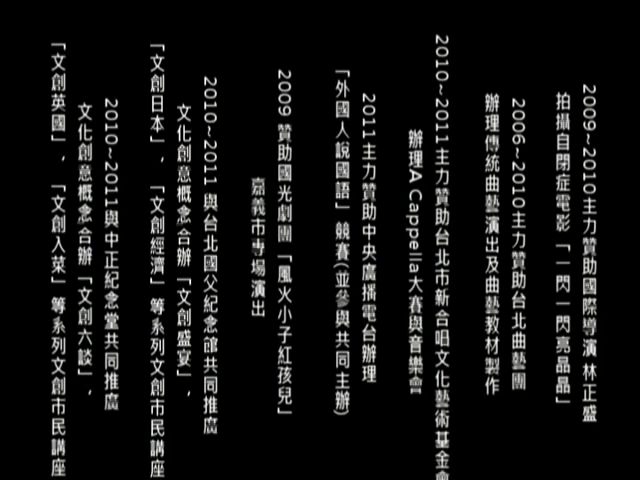 2009~2010主力贊助國際導演 林正盛
拍攝自閉症電影「一閃一閃亮晶晶」
2006~2010主力贊助台北曲藝團
辦理傳統曲藝演出及曲藝教材製作
2010~2011主力贊助台北市新合唱文化藝術基金會
辦理A Cappella大賽與音樂會
2011主力贊助中央廣播電台辦理
「外國人說國語」競賽(並參與共同主辦)
2009 贊助國光劇團「風火小子紅孩兒」
嘉義市專場演出
2010~2011 與台北國父紀念館共同推廣
文化創意概念合辦「文創盛宴」,
「文創日本」,「文創經濟」等系列文創市民講座
2010~2011與中正紀念堂共同推廣
文化創意概念合辦「文創六談」,
「文創英國」,「文創入菜」等系列文創市民講座